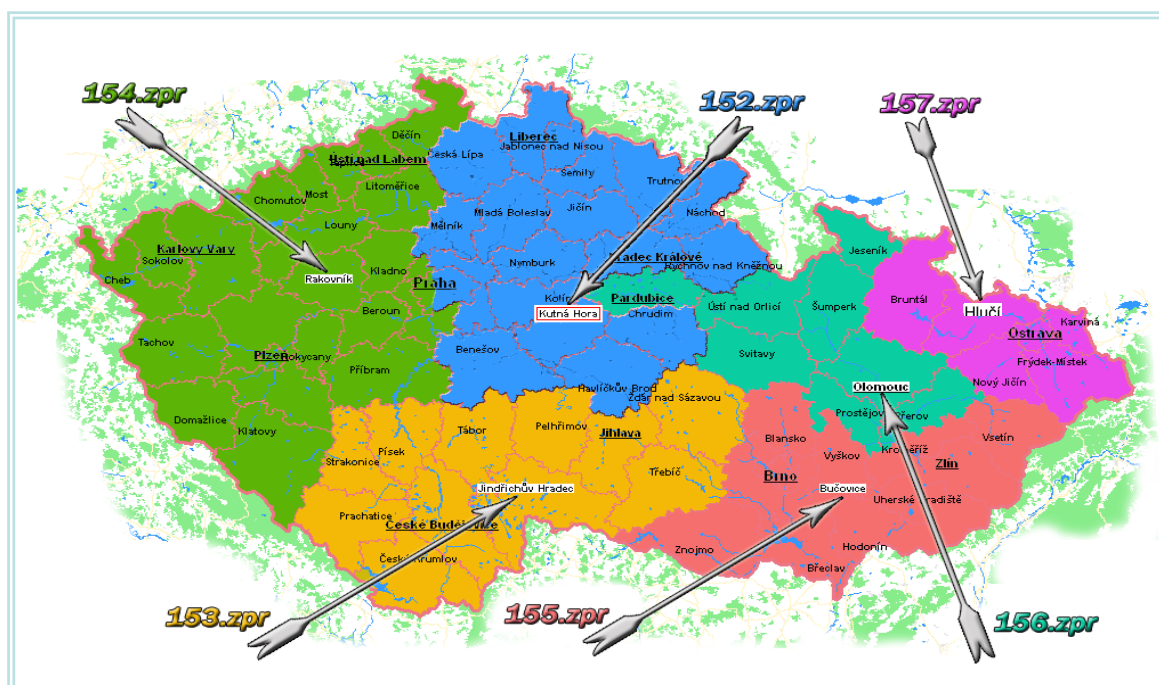 154.zpr
152.zpr
157.zpr
Děčín
Liberec
Jablonec nad Nisou
Ústí nad Labem
Česká Lípa
Teplice
Semily
Trutnov
Most
Litoměřice
Chomutov
Mladá Boleslav
Jičín
Náchod
Louny
Mělník
Karlovy Vary
Sokolov
Jeseník
Hradec Králové
Nymburk
Rychnov nad Kněžnou
Cheb
Rakovník
Kladno
Praha
Kolín
Pardubice
Ústí nad Orlicí
Šumperk
Bruntál
Beroun
Kutná Hora
Chrudim
Hlučí
Karviná
Ostrava
Tachov
Plzeň
Rokycany
Benešov
Svitavy
Frýdek-Místek
Příbram
Nový Jičín
Havlíčkův Brod
Olomouc
Žďár nad Sázavou
Domažlice
Prostějov
Přerov
Klatovy
Tábor
Pelhřimov
Jihlava
Blansko
Vsetín
Písek
Vyškov
Kroměříž
Strakonice
Třebíč
Zlín
Brno
Jindřichův Hradec
Bučovice
Uherské Hradiště
Prachatice
České Budějovice
Český Krumlov
Znojmo
Hodonín
Břeclav
153.zpr
155.zpr
156.zpr